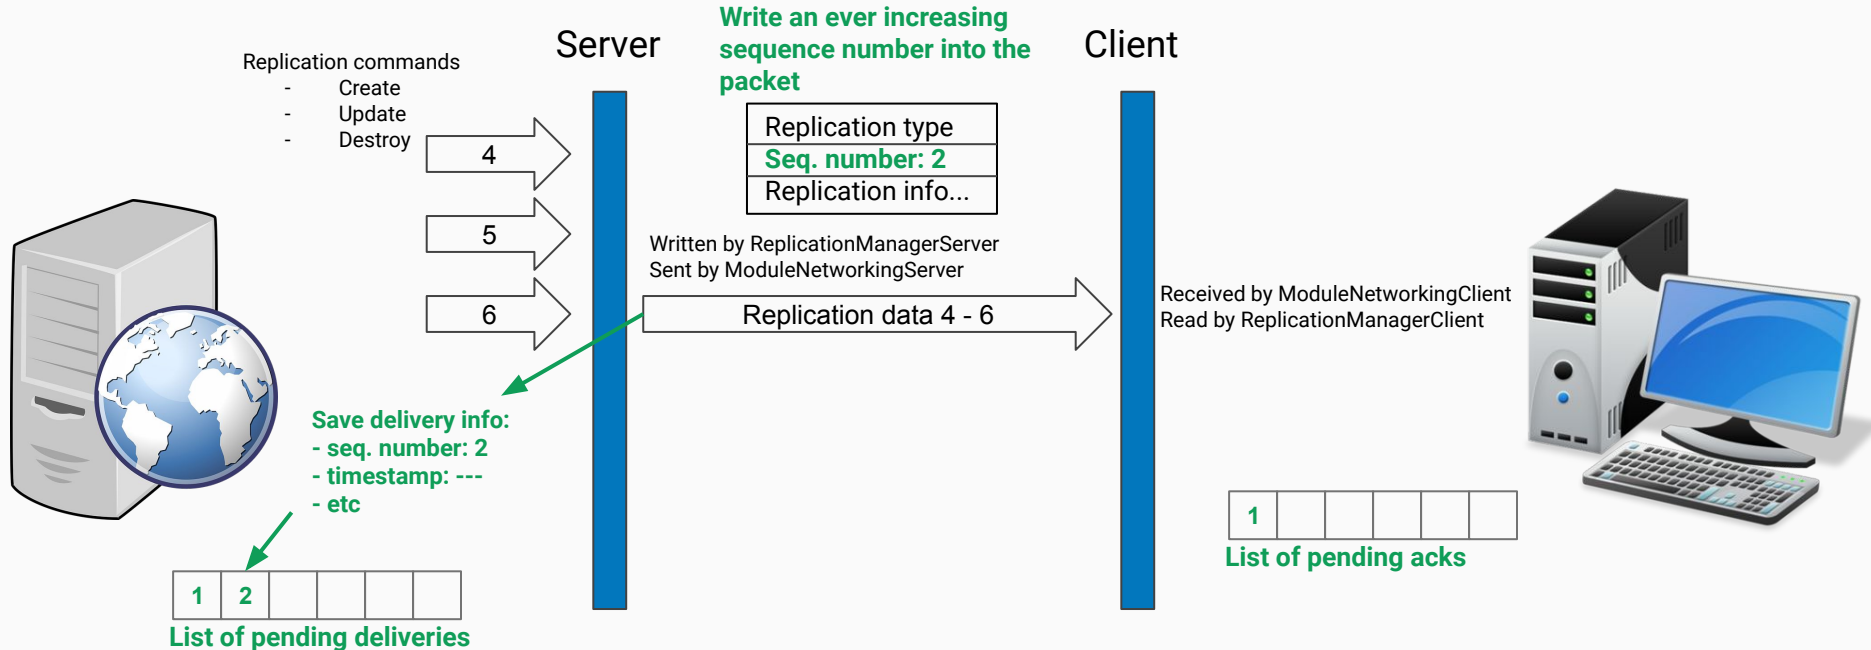 Write an ever increasing
sequence number into the
packet
Server
Client
Replication commands
- Create
- Update
- Destroy
4
5
6
Replication type
Seq. number: 2
Replication info...
Written by ReplicationManagerServer
Sent by ModuleNetworkingServer
Replication data 4 - 6
Received by ModuleNetworkingClient
Read by ReplicationManagerClient
Save delivery info:
- seq. number: 2
- timestamp: ---
- etc
1 2
List of pending deliveries
1
List of pending acks